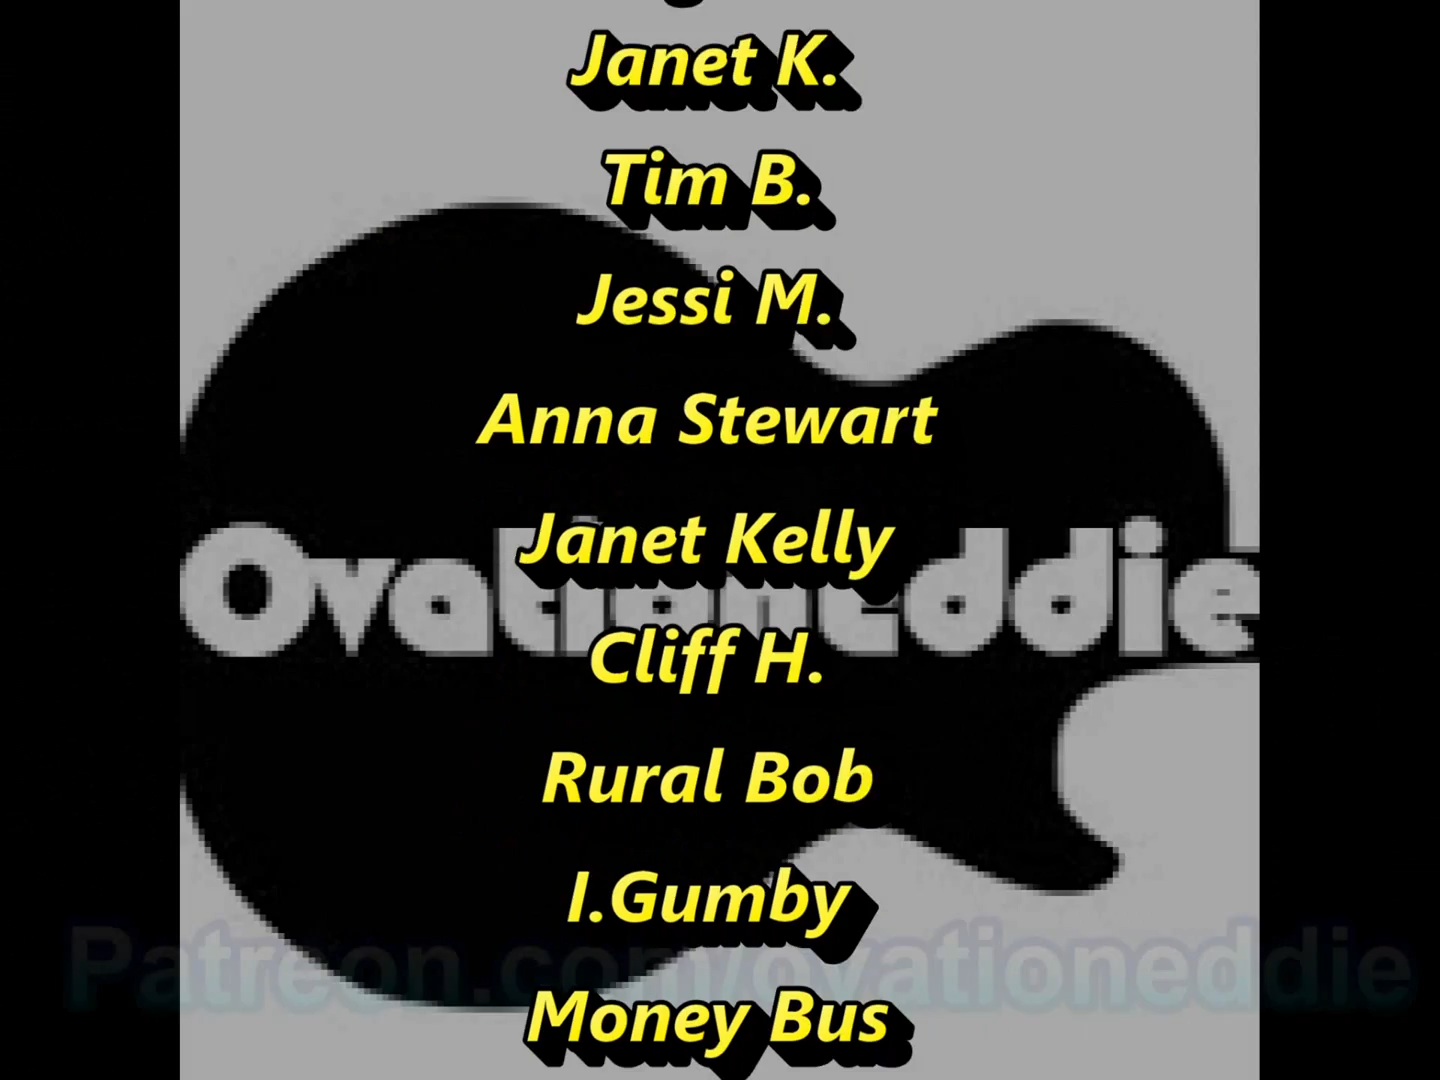 Janet K.
Tim B.
Jessi M.
Anna Stewart
Janet Kelly
Ovationeddie
Cliff H.
Rural Bob
I.Gumby
Patreon.com/ovationeddie
Money Bus